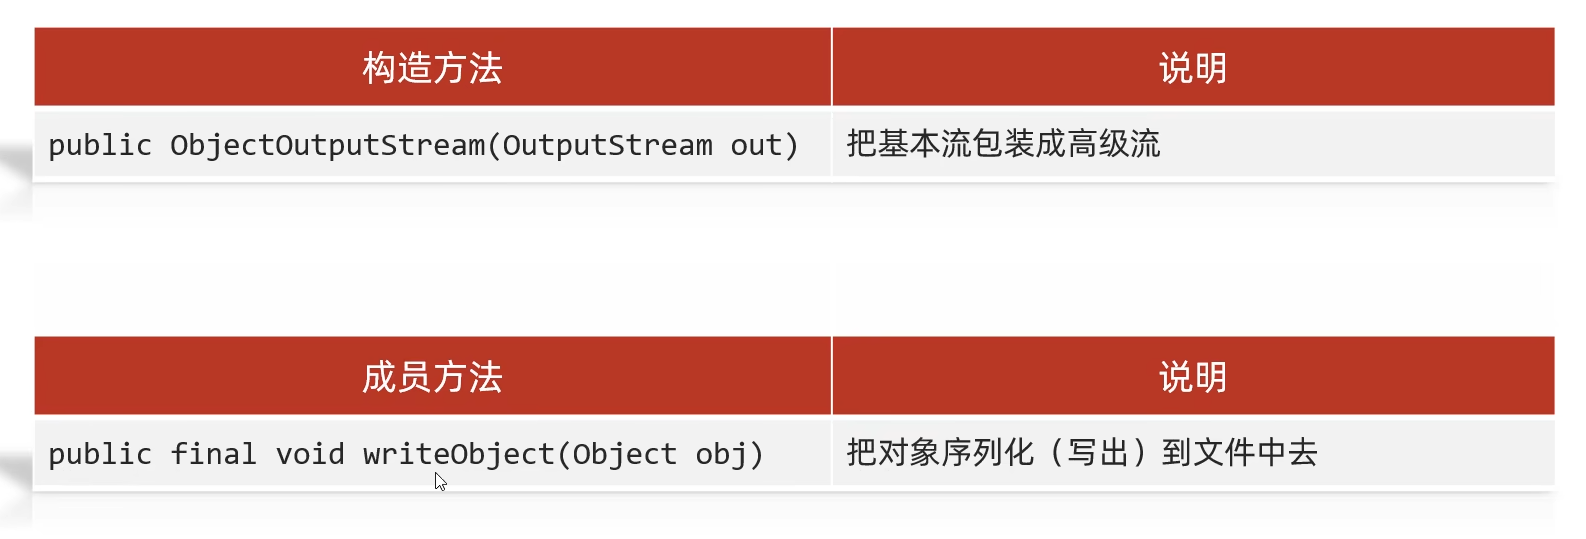 构造方法 说明
public ObjectOutputStream(OutputStream out) 把基本流包装成高级流
成员方法 说明
public final void writeObject(Object obj) 把对象序列化（写出）到文件中去